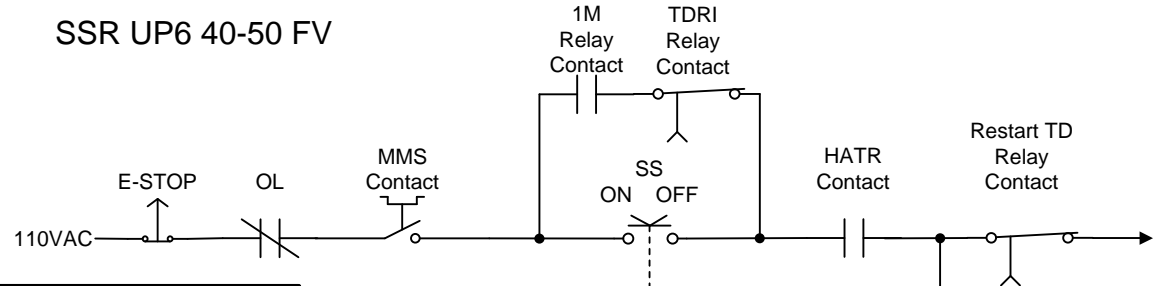 SSR UP6 40-50 FV
1M
Relay
Contact
TDRI
Relay
Contact
E-STOP
OL
MMS
Contact
SS
ON OFF
HATR
Contact
Restart TD
Relay
Contact
110VAC